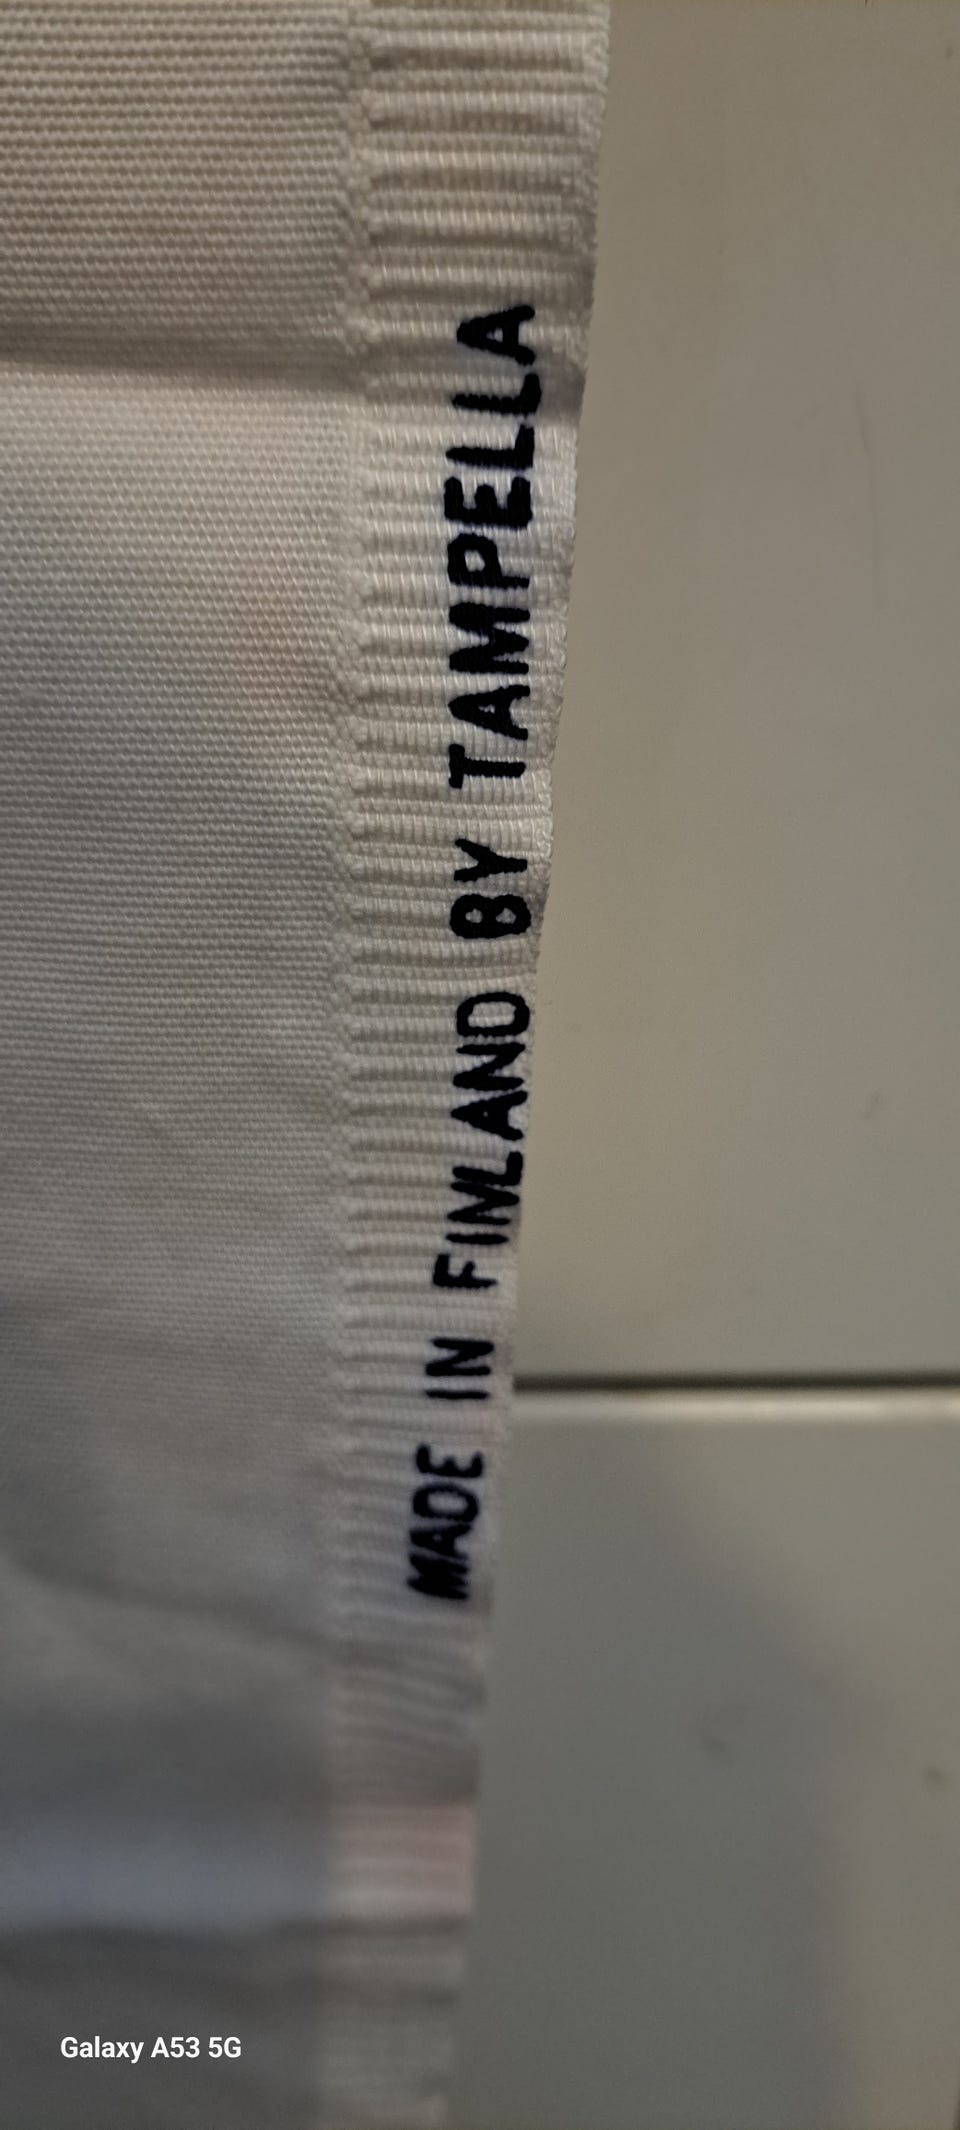 MADE IN FINLAND BY TAMPELLA
Galaxy A53 5G